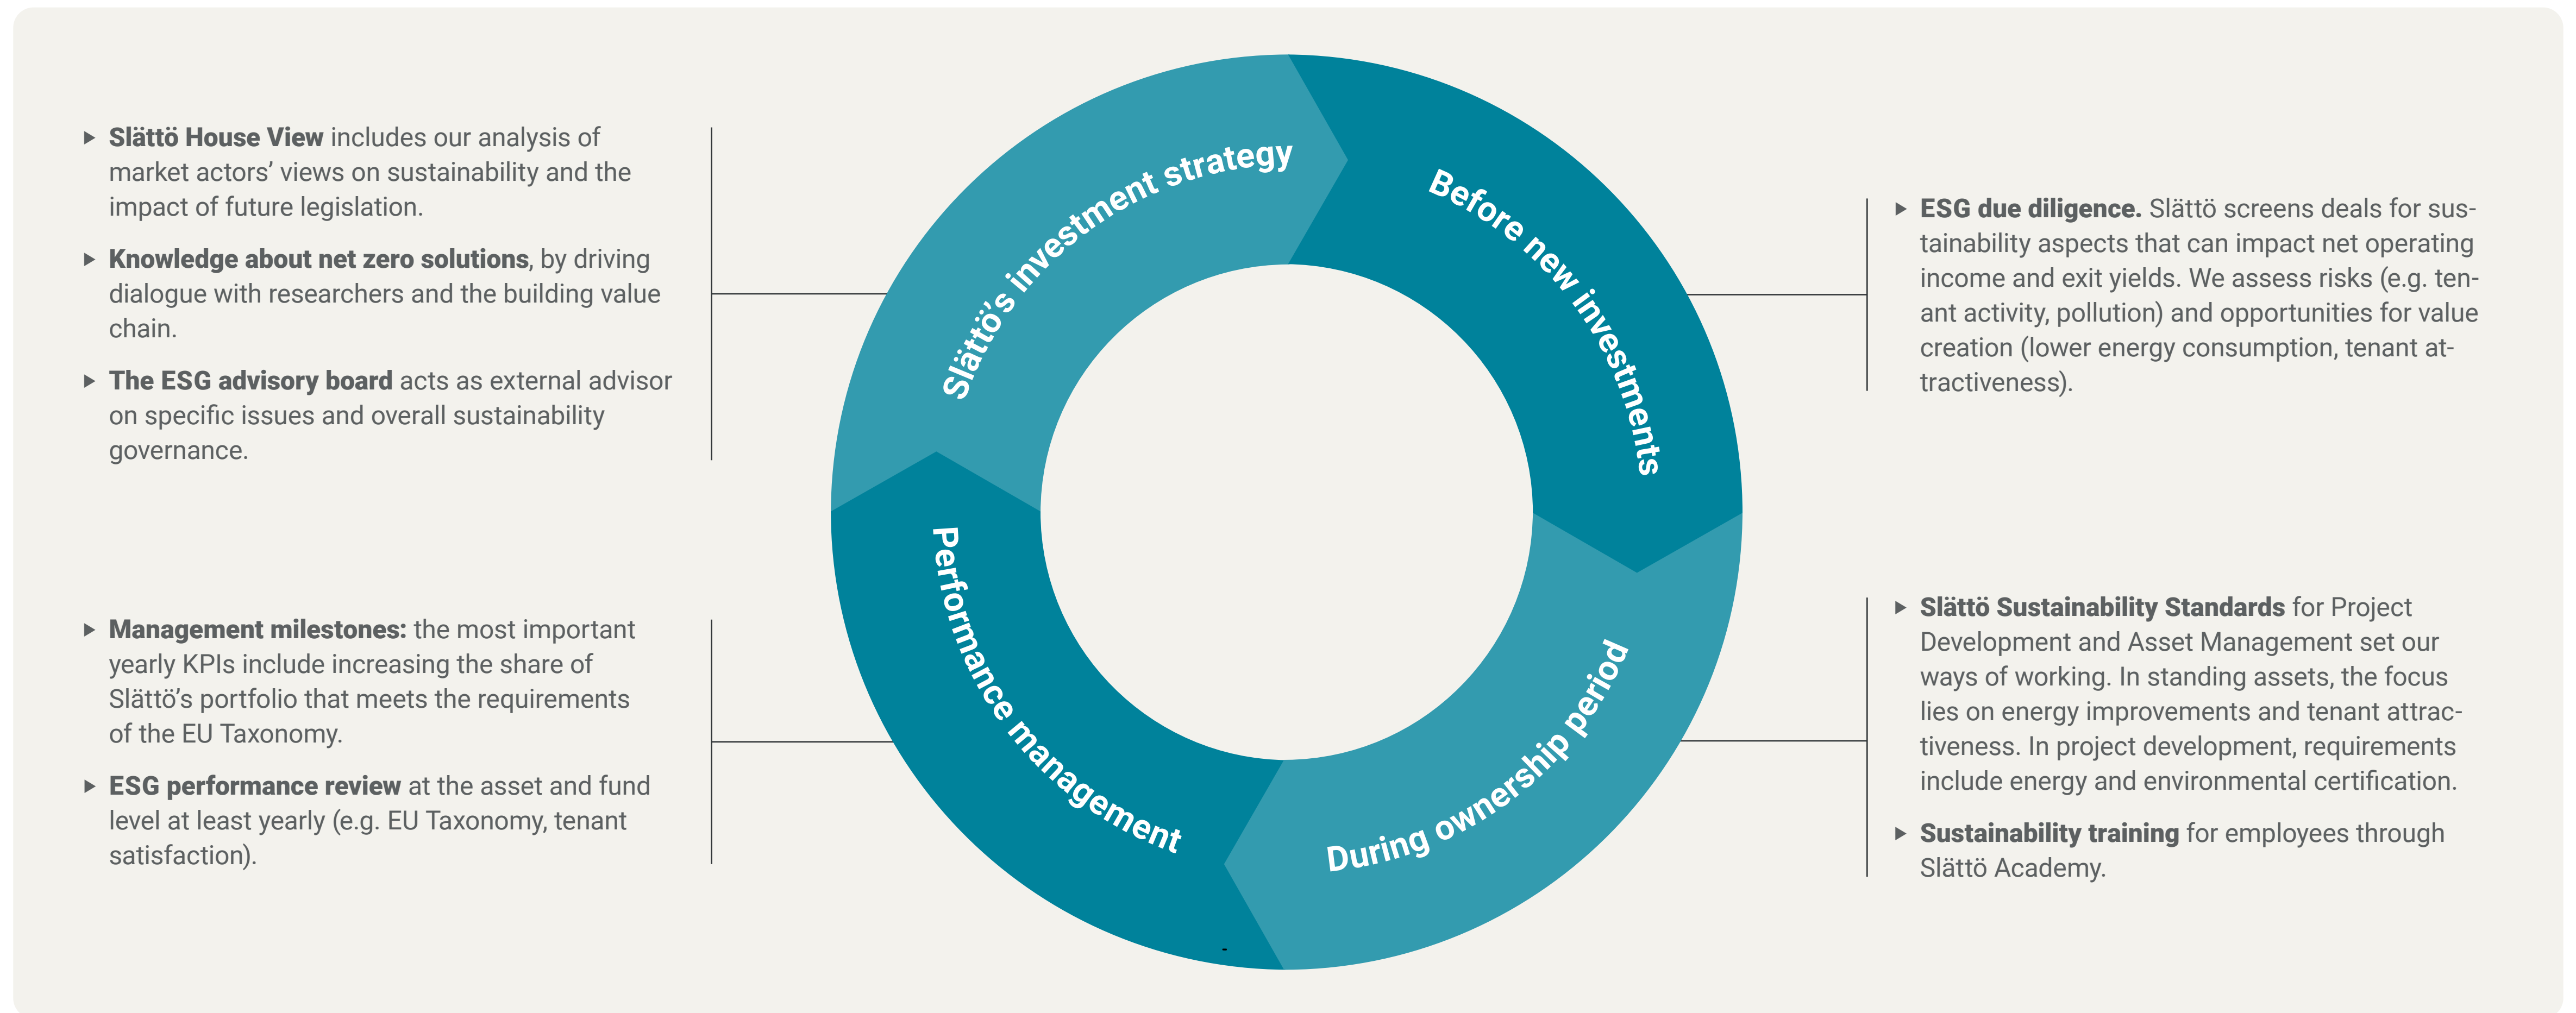 Slättö's investment strategy
▶ Slättö House View includes our analysis of
market actors’ views on sustainability and the
impact of future legislation.
▶ Knowledge about net zero solutions, by driving
dialogue with researchers and the building value
chain.
▶ The ESG advisory board acts as external advisor
on specific issues and overall sustainability
governance.
Before new investments
▶ ESG due diligence. Slättö screens deals for sus-
tainability aspects that can impact net operating
income and exit yields. We assess risks (e.g. ten-
ant activity, pollution) and opportunities for value
creation (lower energy consumption, tenant at-
tractiveness).
During ownership period
▶ Slättö Sustainability Standards for Project
Development and Asset Management set our
ways of working. In standing assets, the focus
lies on energy improvements and tenant attrac-
tiveness. In project development, requirements
include energy and environmental certification.
▶ Sustainability training for employees through
Slättö Academy.
Performance management
▶ Management milestones: the most important
yearly KPIs include increasing the share of
Slättö’s portfolio that meets the requirements
of the EU Taxonomy.
▶ ESG performance review at the asset and fund
level at least yearly (e.g. EU Taxonomy, tenant
satisfaction).
-